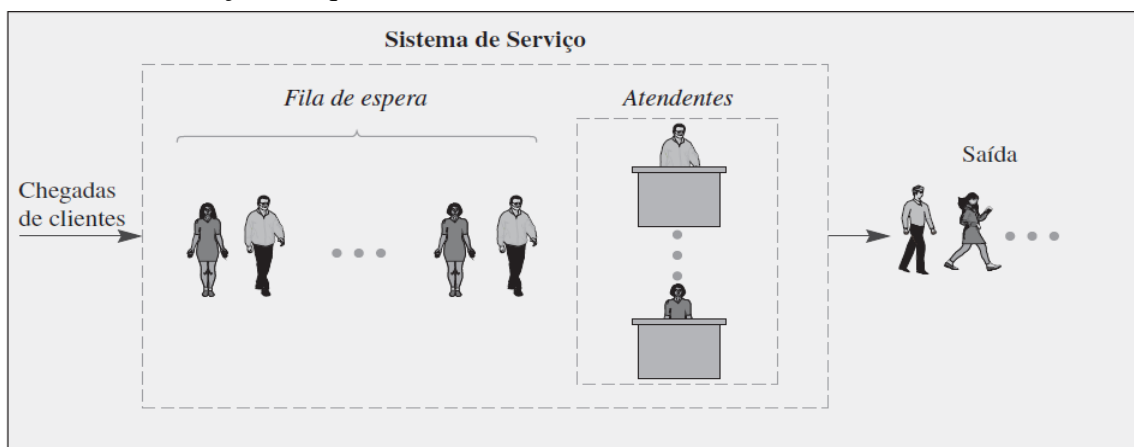 Sistema de Serviço
Fila de espera
Atendentes
Saída
Chegadas
de clientes